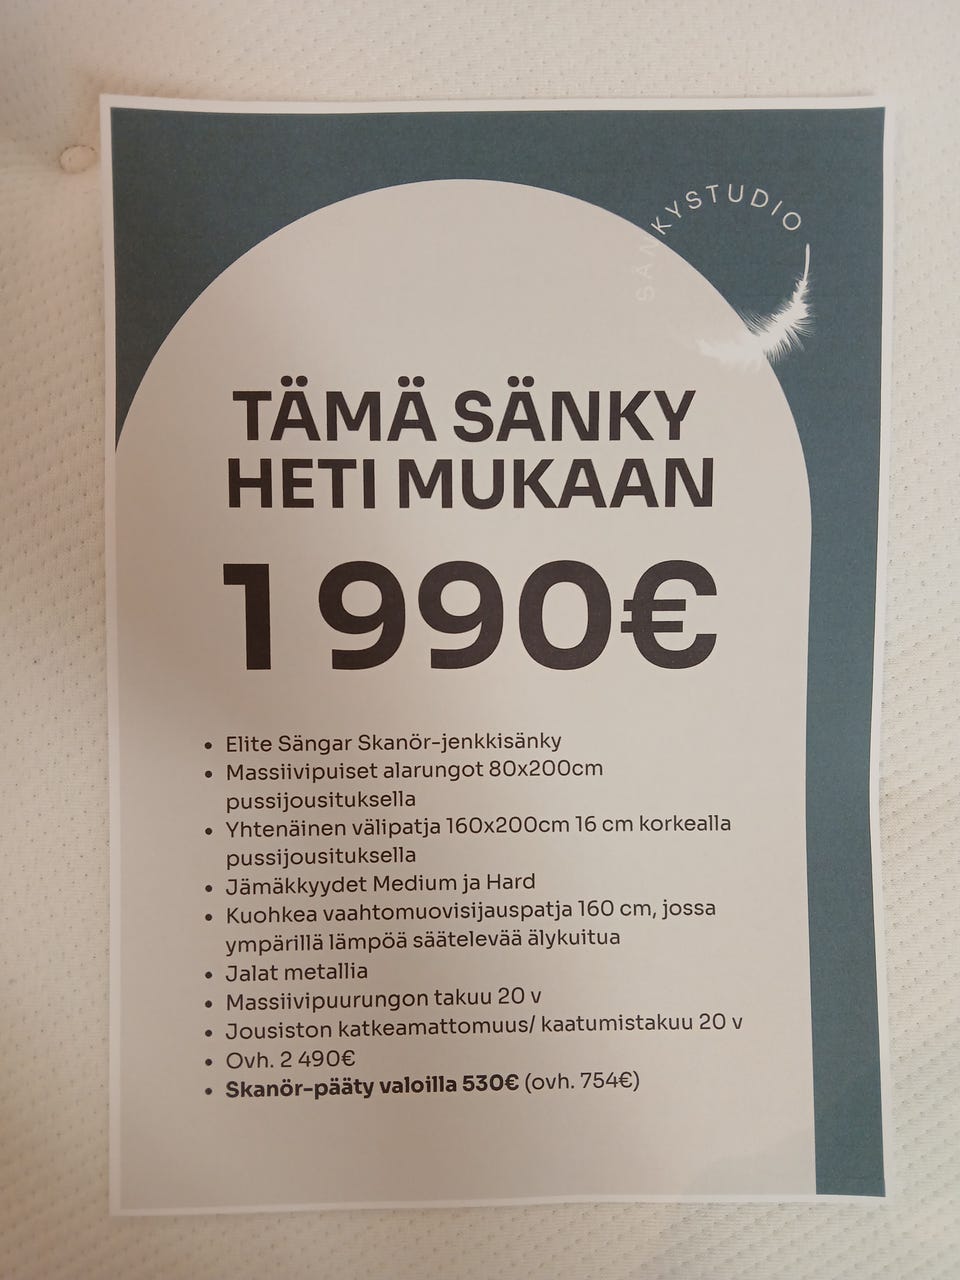 SÄNKYSTUDIO
TÄMÄ SÄNKY
HETI MUKAAN
1 990€
• Elite Sängar Skanör-jenkkisänky
• Massiivipuiset alarungot 80x200cm
pussijousituksella
• Yhtenäinen välipatja 160x200cm 16 cm korkealla
pussijousituksella
• Jämäkkyydet Medium ja Hard
• Kuohkea vaahtomuovisijauspatja 160 cm, jossa
ympärillä lämpöä säätelevää älykuitua
• Jalat metallia
• Massiivipuurungon takuu 20 v
• Jousiston katkeamattomuus/ kaatumistakuu 20 v
• Ovh. 2 490€
• Skanör-pääty valoilla 530€ (ovh. 754€)